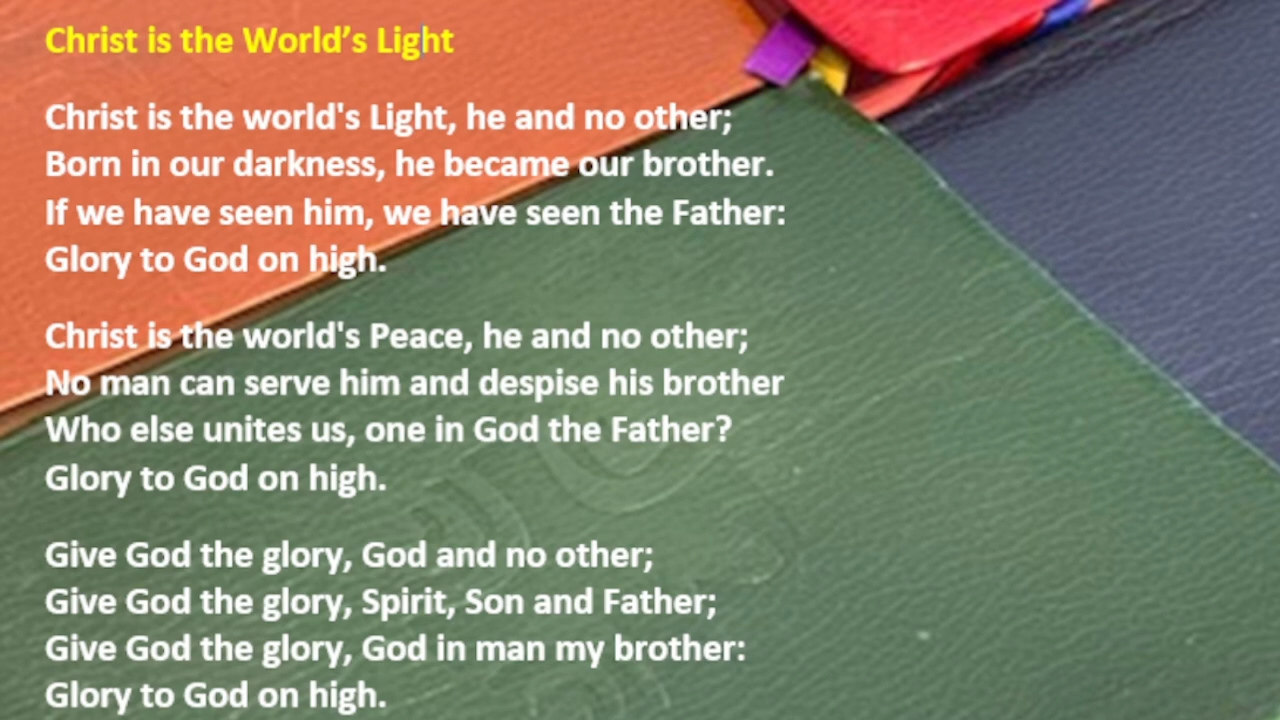 Christ is the World’s Light
Christ is the world's Light, he and no other;
Born in our darkness, he became our brother.
If we have seen him, we have seen the Father:
Glory to God on high.
Christ is the world's Peace, he and no other;
No man can serve him and despise his brother
Who else unites us, one in God the Father?
Glory to God on high.
Give God the glory, God and no other;
Give God the glory, Spirit, Son and Father;
Give God the glory, God in man my brother:
Glory to God on high.